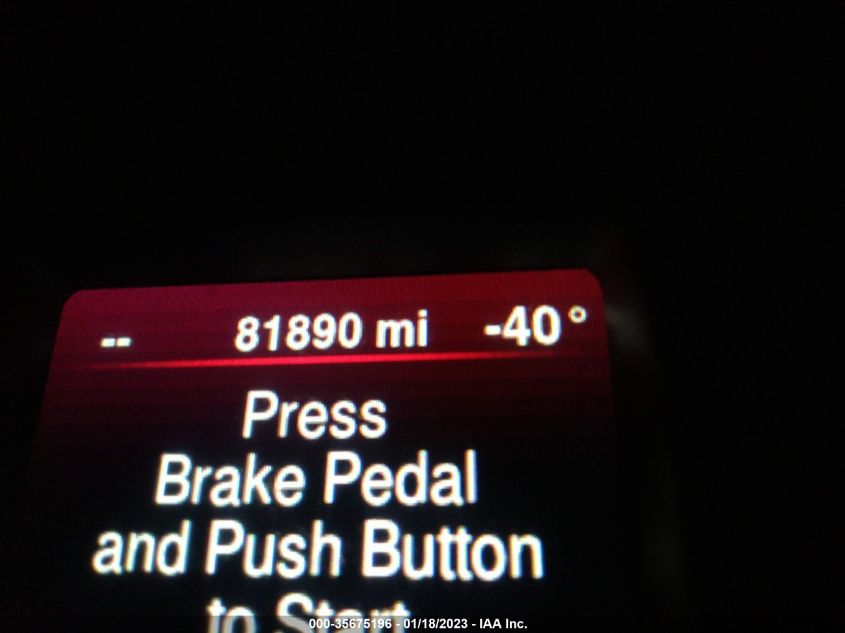 -- 81890 mi -40°
Press
Brake Pedal
and Push Button
to Start
000-35675196 - 01/18/2023 - IAA Inc.